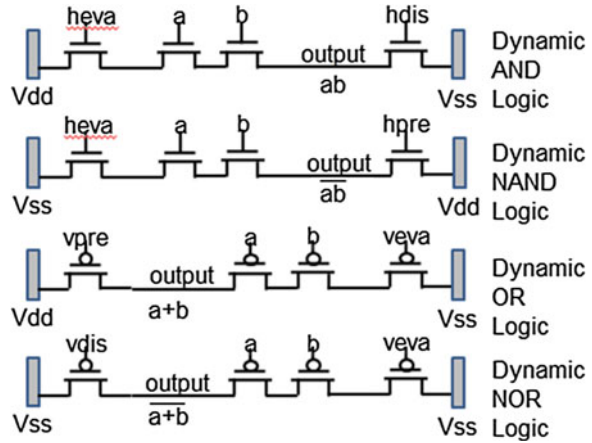 heva a b hdis
output
ab
Vdd Vss
Dynamic
AND
Logic
heva a b hpre
output
a̅b̅
Vss Vdd
Dynamic
NAND
Logic
vpre a b veva
output
a+b
Vdd Vss
Dynamic
OR
Logic
vdis a b veva
output
a̅+̅b̅
Vss Vss
Dynamic
NOR
Logic